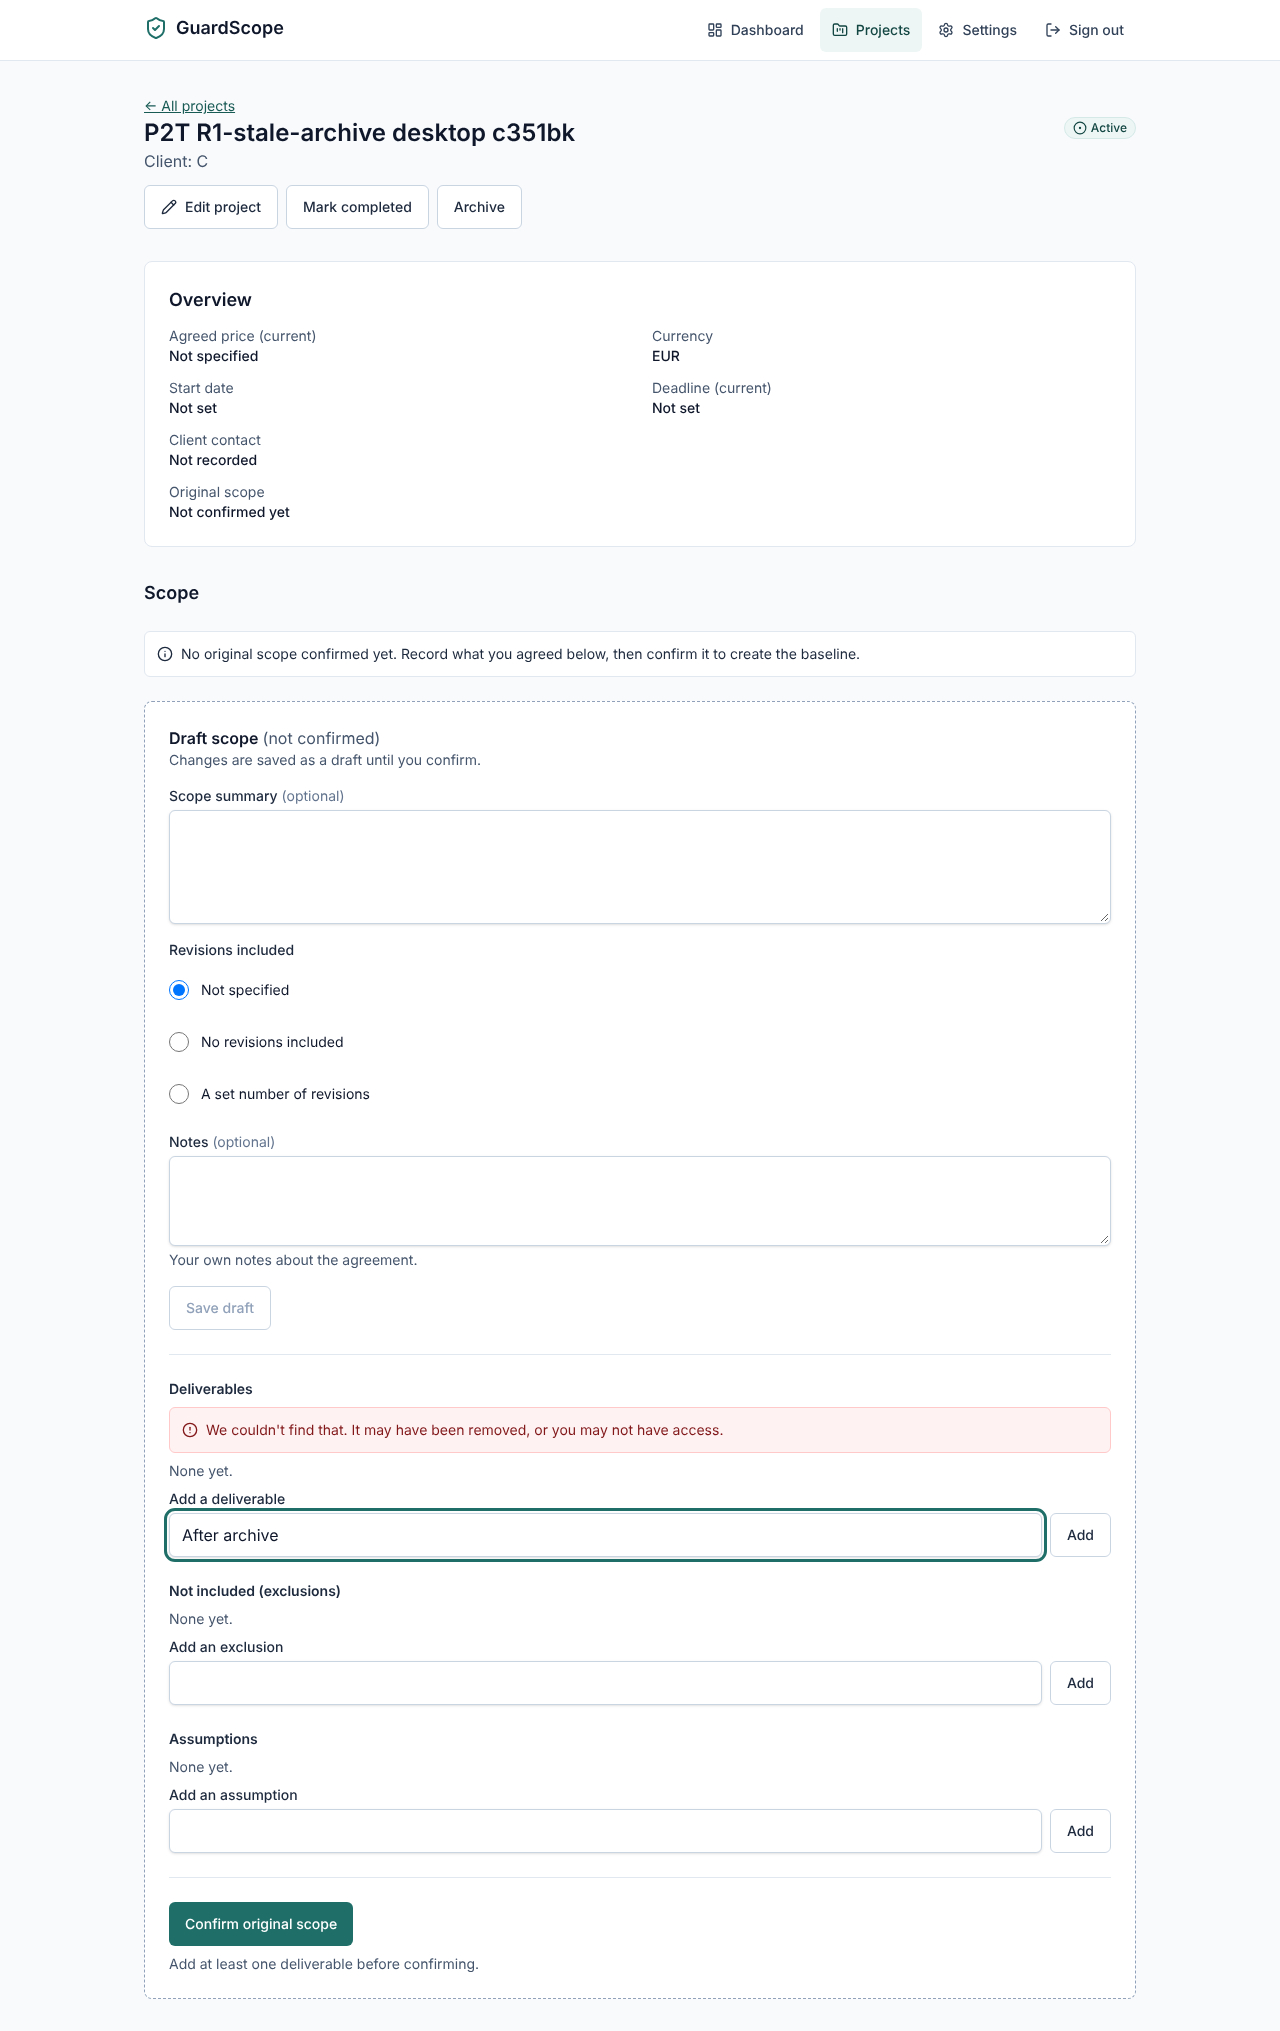 GuardScope
Dashboard
Projects
Settings
Sign out
← All projects
P2T R1-stale-archive desktop c351bk
Active
Client: C
Edit project
Mark completed
Archive
Overview
Agreed price (current)
Not specified
Currency
EUR
Start date
Not set
Deadline (current)
Not set
Client contact
Not recorded
Original scope
Not confirmed yet
Scope
No original scope confirmed yet. Record what you agreed below, then confirm it to create the baseline.
Draft scope (not confirmed)
Changes are saved as a draft until you confirm.
Scope summary (optional)
Revisions included
Not specified
No revisions included
A set number of revisions
Notes (optional)
Your own notes about the agreement.
Save draft
Deliverables
We couldn't find that. It may have been removed, or you may not have access.
None yet.
Add a deliverable
After archive
Add
Not included (exclusions)
None yet.
Add an exclusion
Add
Assumptions
None yet.
Add an assumption
Add
Confirm original scope
Add at least one deliverable before confirming.